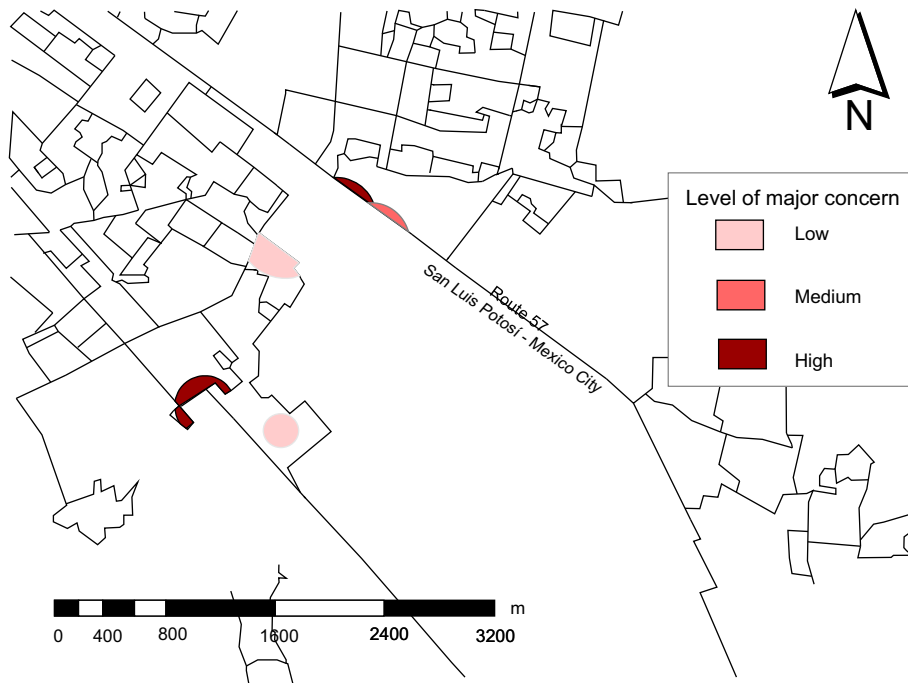 N
Level of major concern
Low
Medium
High
Route 57
San Luis Potosí - Mexico City
0 400 800 1600 2400 3200 m